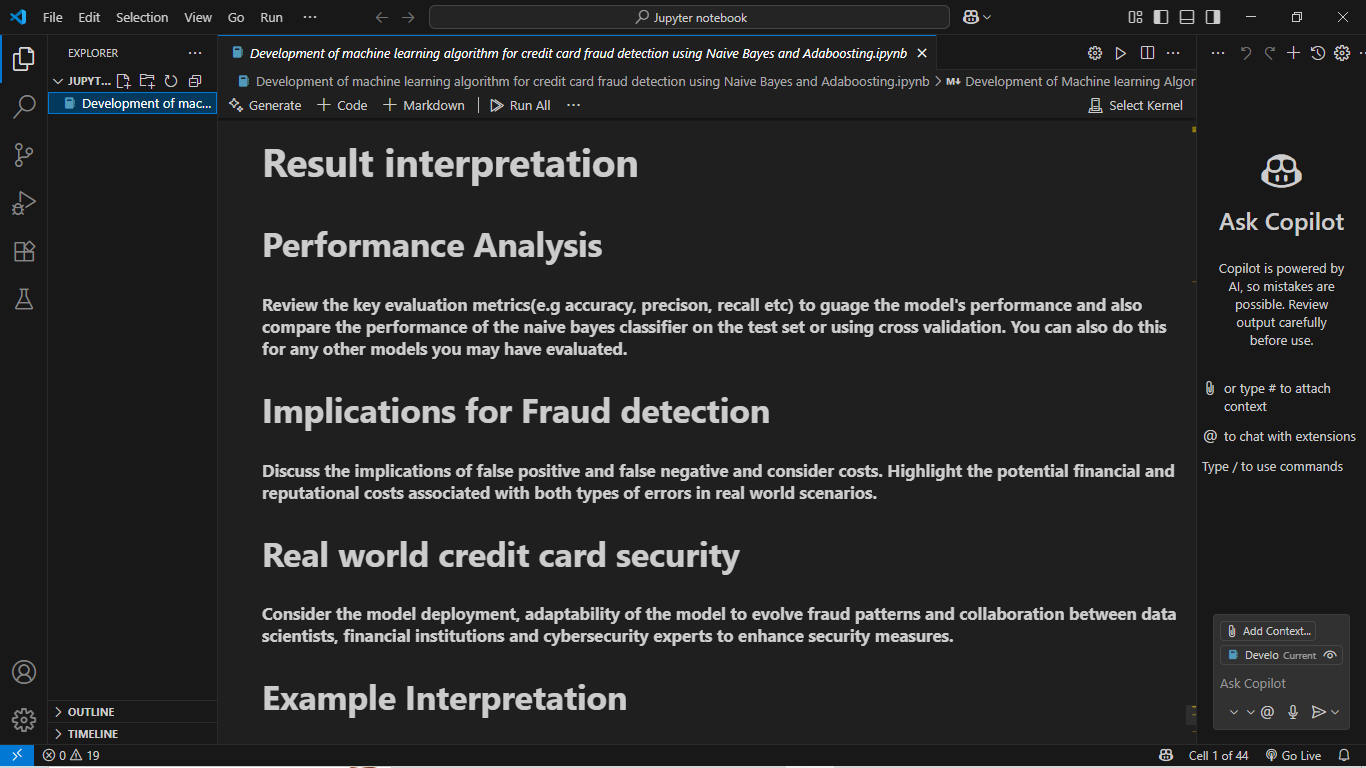 File Edit Selection View Go Run ···
Jupyter notebook
EXPLORER
JUPYT...
Development of mac...
OUTLINE
TIMELINE
Development of machine learning algorithm for credit card fraud detection using Naive Bayes and Adaboosting.ipynb
Development of machine learning algorithm for credit card fraud detection using Naive Bayes and Adaboosting.ipynb > M↓ Development of Machine learning Algor
Generate + Code + Markdown | Run All ··· Select Kernel
Result interpretation
Performance Analysis
Review the key evaluation metrics(e.g accuracy, precison, recall etc) to guage the model's performance and also
compare the performance of the naive bayes classifier on the test set or using cross validation. You can also do this
for any other models you may have evaluated.
Implications for Fraud detection
Discuss the implications of false positive and false negative and consider costs. Highlight the potential financial and
reputational costs associated with both types of errors in real world scenarios.
Real world credit card security
Consider the model deployment, adaptability of the model to evolve fraud patterns and collaboration between data
scientists, financial institutions and cybersecurity experts to enhance security measures.
Example Interpretation
Ask Copilot
Copilot is powered by
AI, so mistakes are
possible. Review
output carefully
before use.
or type # to attach
context
@ to chat with extensions
Type / to use commands
Add Context...
Develo Current
Ask Copilot
@
0 19
Cell 1 of 44
Go Live